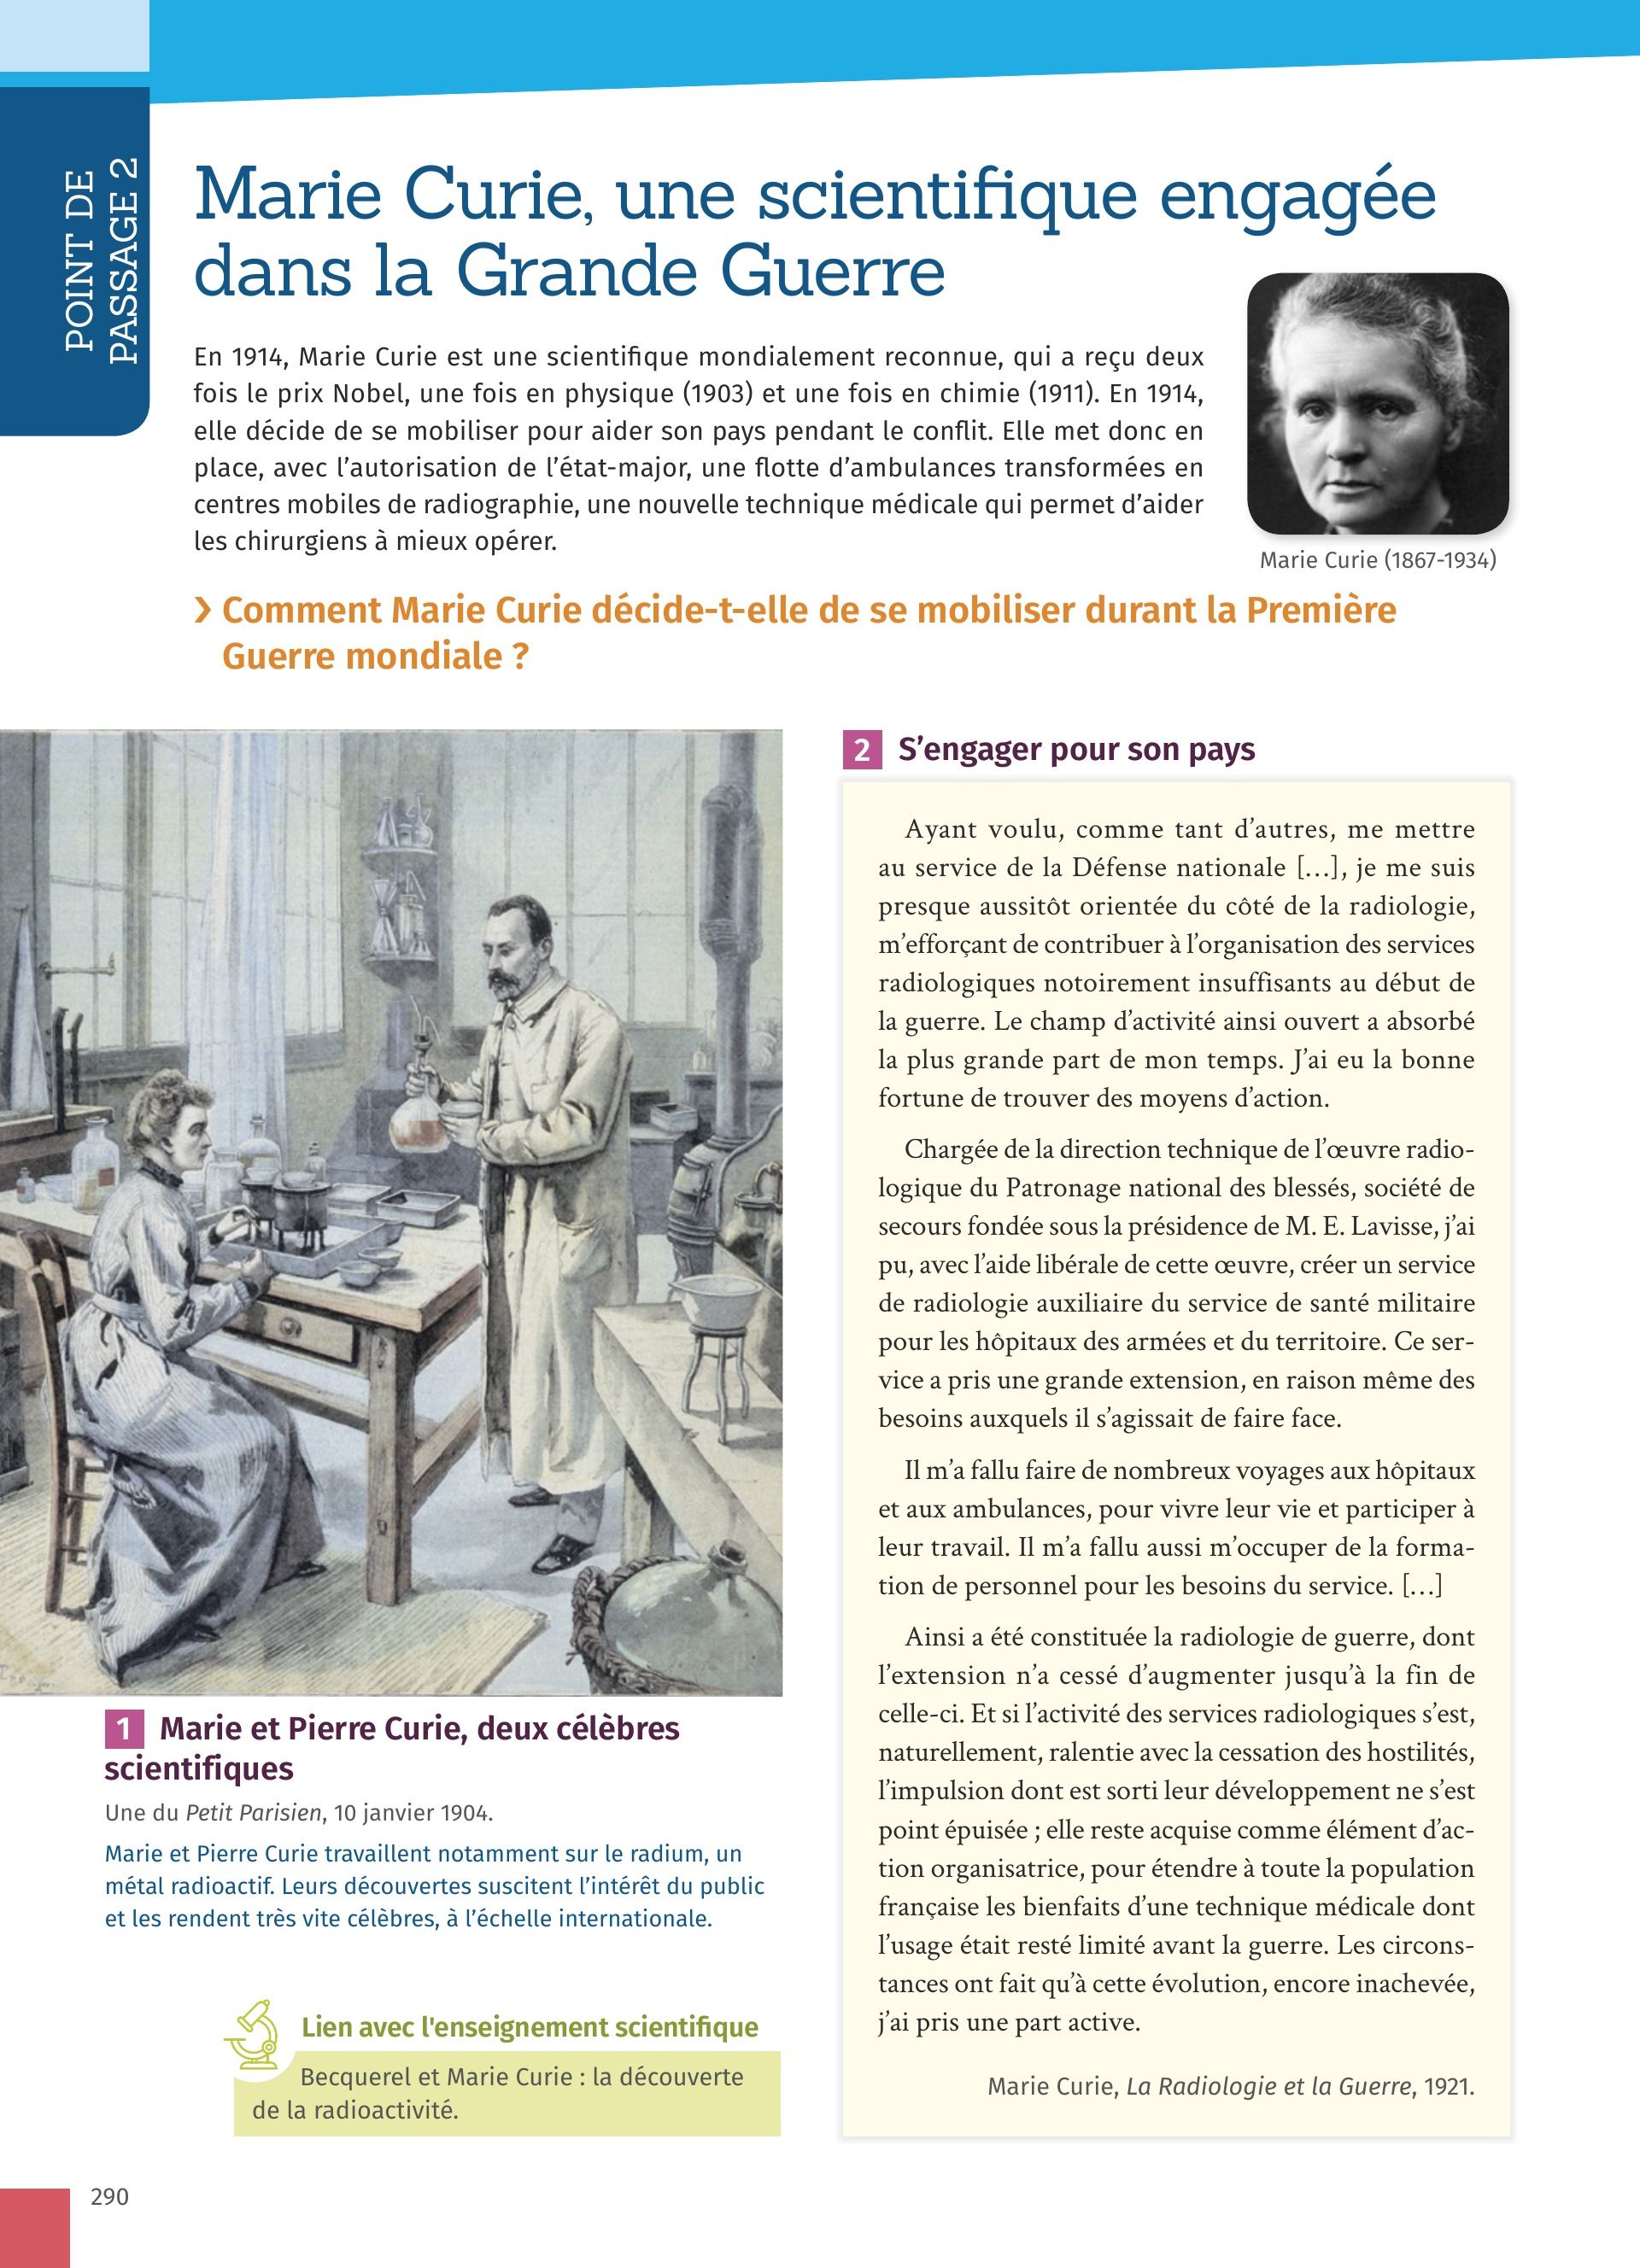 POINT DE
PASSAGE 2
Marie Curie, une scientifique engagée
dans la Grande Guerre
En 1914, Marie Curie est une scientifique mondialement reconnue, qui a reçu deux
fois le prix Nobel, une fois en physique (1903) et une fois en chimie (1911). En 1914,
elle décide de se mobiliser pour aider son pays pendant le conflit. Elle met donc en
place, avec l’autorisation de l’état-major, une flotte d’ambulances transformées en
centres mobiles de radiographie, une nouvelle technique médicale qui permet d’aider
les chirurgiens à mieux opérer.
Marie Curie (1867-1934)
› Comment Marie Curie décide-t-elle de se mobiliser durant la Première
Guerre mondiale ?
1 Marie et Pierre Curie, deux célèbres
scientifiques
Une du Petit Parisien, 10 janvier 1904.
Marie et Pierre Curie travaillent notamment sur le radium, un
métal radioactif. Leurs découvertes suscitent l’intérêt du public
et les rendent très vite célèbres, à l’échelle internationale.
Lien avec l'enseignement scientifique
Becquerel et Marie Curie : la découverte
de la radioactivité.
2 S’engager pour son pays
Ayant voulu, comme tant d’autres, me mettre
au service de la Défense nationale […], je me suis
presque aussitôt orientée du côté de la radiologie,
m’efforçant de contribuer à l’organisation des services
radiologiques notoirement insuffisants au début de
la guerre. Le champ d’activité ainsi ouvert a absorbé
la plus grande part de mon temps. J’ai eu la bonne
fortune de trouver des moyens d’action.
Chargée de la direction technique de l’œuvre radio-
logique du Patronage national des blessés, société de
secours fondée sous la présidence de M. E. Lavisse, j’ai
pu, avec l’aide libérale de cette œuvre, créer un service
de radiologie auxiliaire du service de santé militaire
pour les hôpitaux des armées et du territoire. Ce ser-
vice a pris une grande extension, en raison même des
besoins auxquels il s’agissait de faire face.
Il m’a fallu faire de nombreux voyages aux hôpitaux
et aux ambulances, pour vivre leur vie et participer à
leur travail. Il m’a fallu aussi m’occuper de la forma-
tion de personnel pour les besoins du service. […]
Ainsi a été constituée la radiologie de guerre, dont
l’extension n’a cessé d’augmenter jusqu’à la fin de
celle-ci. Et si l’activité des services radiologiques s’est,
naturellement, ralentie avec la cessation des hostilités,
l’impulsion dont est sorti leur développement ne s’est
point épuisée ; elle reste acquise comme élément d’ac-
tion organisatrice, pour étendre à toute la population
française les bienfaits d’une technique médicale dont
l’usage était resté limité avant la guerre. Les circons-
tances ont fait qu’à cette évolution, encore inachevée,
j’ai pris une part active.
Marie Curie, La Radiologie et la Guerre, 1921.
290